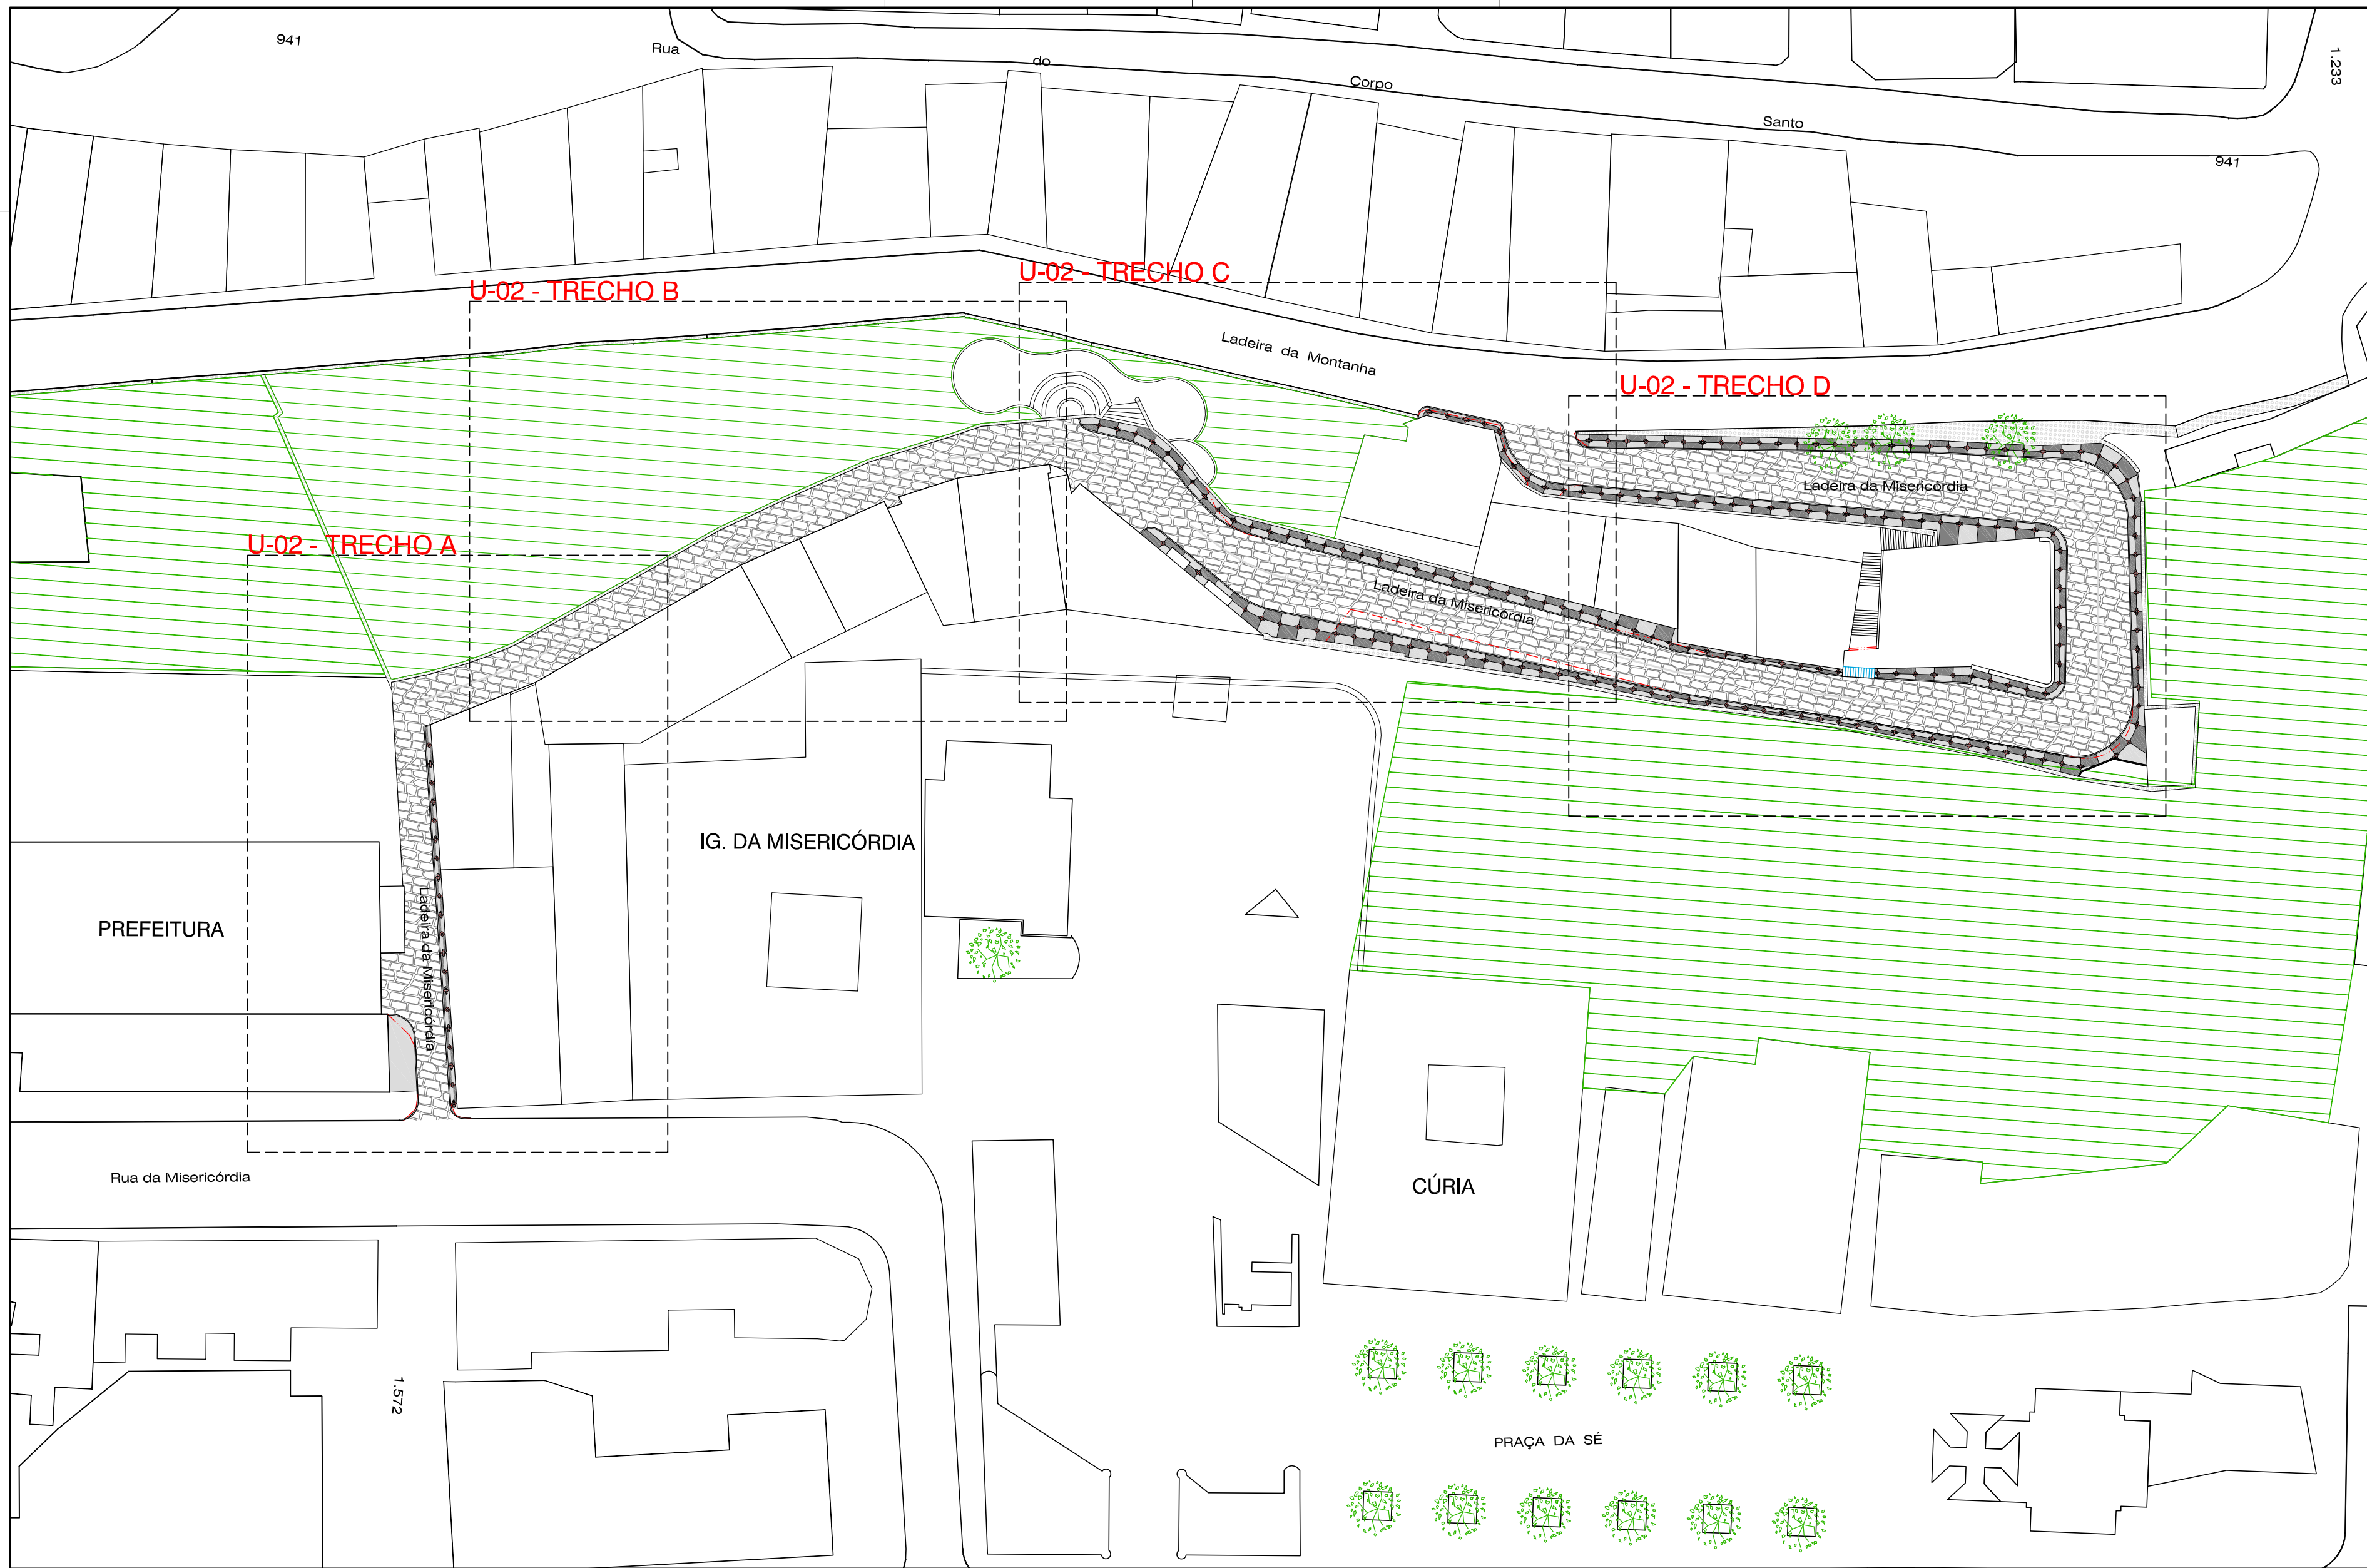 941
Rua
do
Corpo
Santo
1.233
941
U-02 - TRECHO C
U-02 - TRECHO B
Ladeira da Montanha
U-02 - TRECHO D
Ladeira da Misericórdia
U-02 - TRECHO A
Ladeira da Misericórdia
IG. DA MISERICÓRDIA
PREFEITURA
Ladeira da Misericórdia
Rua da Misericórdia
CÚRIA
1.572
PRAÇA DA SÉ